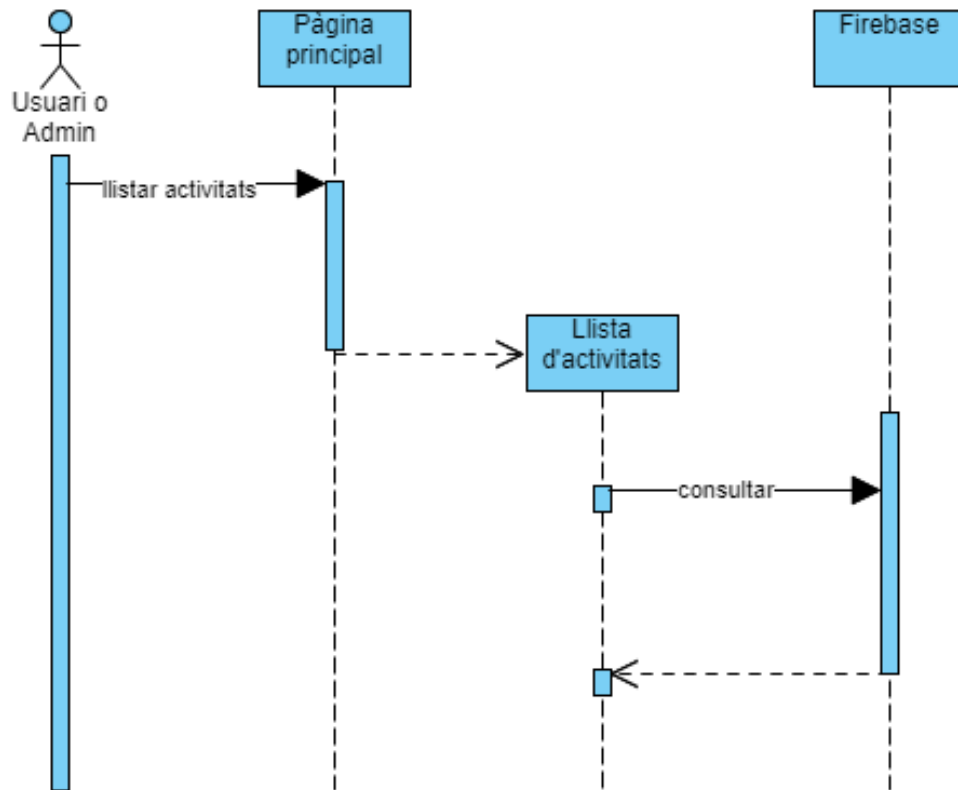 Usuari o
Admin
Pàgina
principal
Firebase
llistar activitats
Llista
d'activitats
consultar